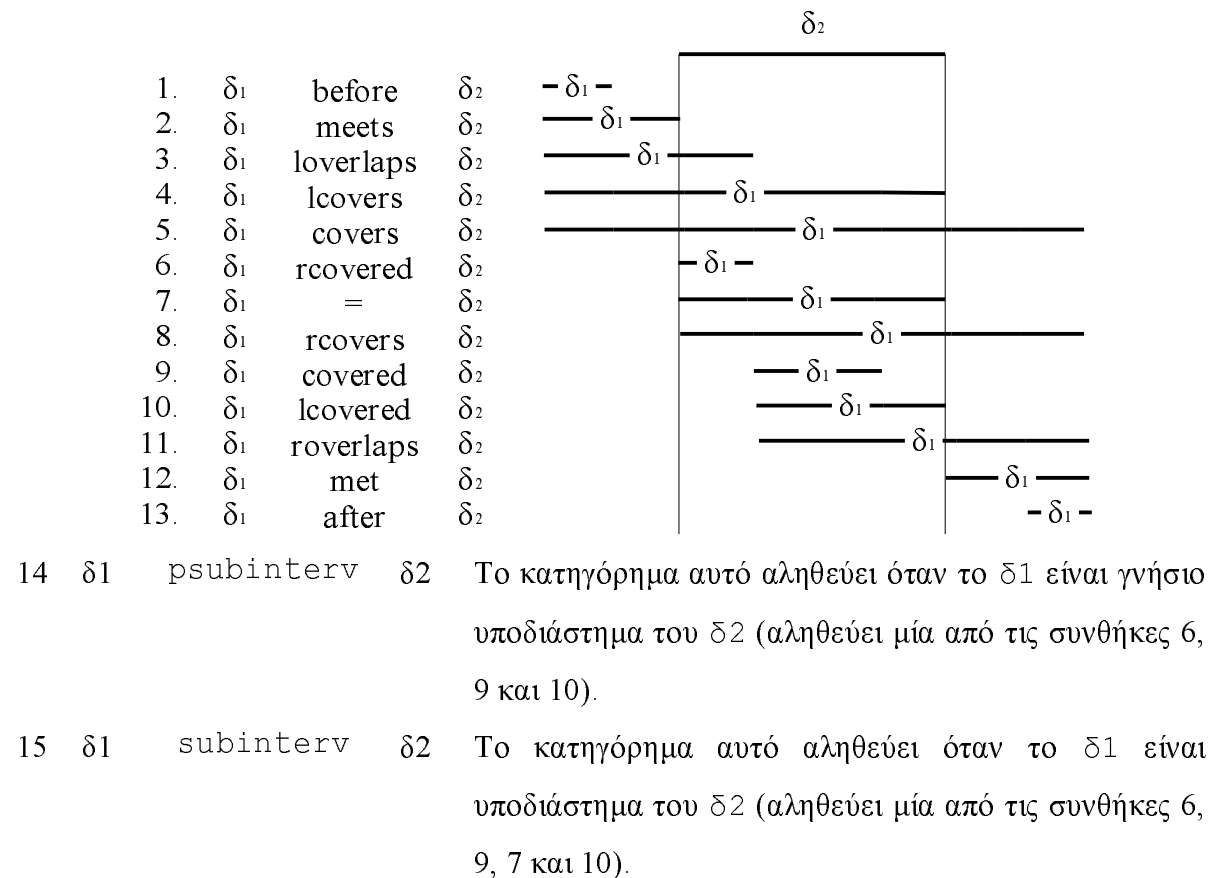 δ2
1. δ1 before δ2 δ1
2. δ1 meets δ2 δ1
3. δ1 loverlaps δ2 δ1
4. δ1 lcovers δ2 δ1
5. δ1 covers δ2 δ1
6. δ1 rcovered δ2 δ1
7. δ1 = δ2 δ1
8. δ1 rcovers δ2 δ1
9. δ1 covered δ2 δ1
10. δ1 lcovered δ2 δ1
11. δ1 roverlaps δ2 δ1
12. δ1 met δ2 δ1
13. δ1 after δ2 δ1
14 δ1 psubinterv δ2 Το κατηγόρημα αυτό αληθεύει όταν το δ1 είναι γνήσιο
υποδιάστημα του δ2 (αληθεύει μία από τις συνθήκες 6,
9 και 10).
15 δ1 subinterv δ2 Το κατηγόρημα αυτό αληθεύει όταν το δ1 είναι
υποδιάστημα του δ2 (αληθεύει μία από τις συνθήκες 6,
9, 7 και 10).